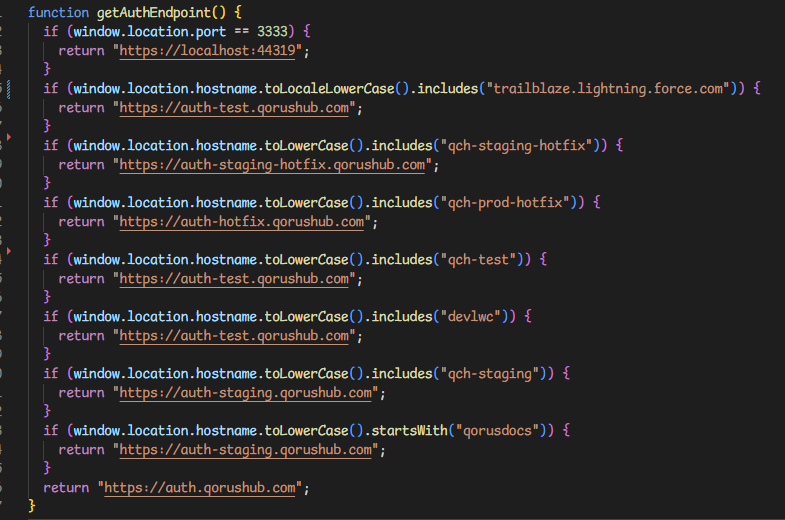 function getAuthEndpoint() {
if (window.location.port == 3333) {
return "https://localhost:44319";
}
if (window.location.hostname.toLocaleLowerCase().includes("trailblaze.lightning.force.com")) {
return "https://auth-test.qorushub.com";
}
if (window.location.hostname.toLowerCase().includes("qch-staging-hotfix")) {
return "https://auth-staging-hotfix.qorushub.com";
}
if (window.location.hostname.toLowerCase().includes("qch-prod-hotfix")) {
return "https://auth-hotfix.qorushub.com";
}
if (window.location.hostname.toLowerCase().includes("qch-test")) {
return "https://auth-test.qorushub.com";
}
if (window.location.hostname.toLowerCase().includes("devlwc")) {
return "https://auth-test.qorushub.com";
}
if (window.location.hostname.toLowerCase().includes("qch-staging")) {
return "https://auth-staging.qorushub.com";
}
if (window.location.hostname.toLowerCase().startsWith("qorusdocs")) {
return "https://auth-staging.qorushub.com";
}
return "https://auth.qorushub.com";
}